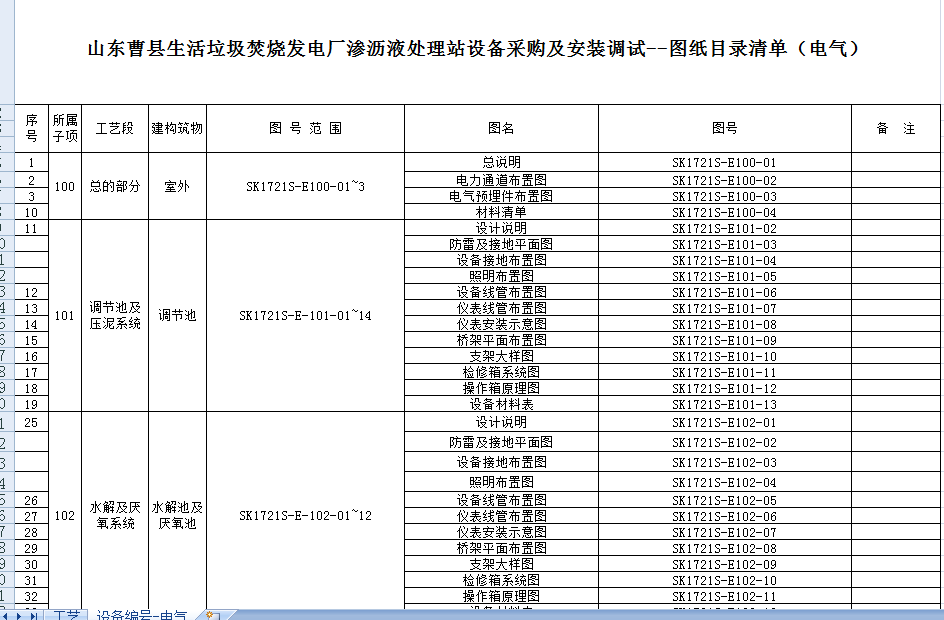 山东曹县生活垃圾焚烧发电厂渗沥液处理站设备采购及安装调试--图纸目录清单（电气）
序号 所属子项 工艺段 建构筑物 图 号 范 围 图名 图号 备 注
1 100 总的部分 室外 SK1721S-E100-01~3 总说明 SK1721S-E100-01
2 电力通道布置图 SK1721S-E100-02
3 电气预埋件布置图 SK1721S-E100-03
10 材料清单 SK1721S-E100-04
11 101 调节池及压泥系统 调节池 SK1721S-E-101-01~14 设计说明 SK1721S-E101-02
防雷及接地平面图 SK1721S-E101-03
设备接地布置图 SK1721S-E101-04
照明布置图 SK1721S-E101-05
12 设备线管布置图 SK1721S-E101-06
13 仪表线管布置图 SK1721S-E101-07
14 仪表安装示意图 SK1721S-E101-08
15 桥架平面布置图 SK1721S-E101-09
16 支架大样图 SK1721S-E101-10
17 检修箱系统图 SK1721S-E101-11
18 操作箱原理图 SK1721S-E101-12
19 设备材料表 SK1721S-E101-13
25 102 水解及厌氧系统 水解池及厌氧池 SK1721S-E-102-01~12 设计说明 SK1721S-E102-01
防雷及接地平面图 SK1721S-E102-02
设备接地布置图 SK1721S-E102-03
照明布置图 SK1721S-E102-04
26 设备线管布置图 SK1721S-E102-05
27 仪表线管布置图 SK1721S-E102-06
28 仪表安装示意图 SK1721S-E102-07
29 桥架平面布置图 SK1721S-E102-08
30 支架大样图 SK1721S-E102-09
31 检修箱系统图 SK1721S-E102-10
32 操作箱原理图 SK1721S-E102-11
工艺 设备编号-电气